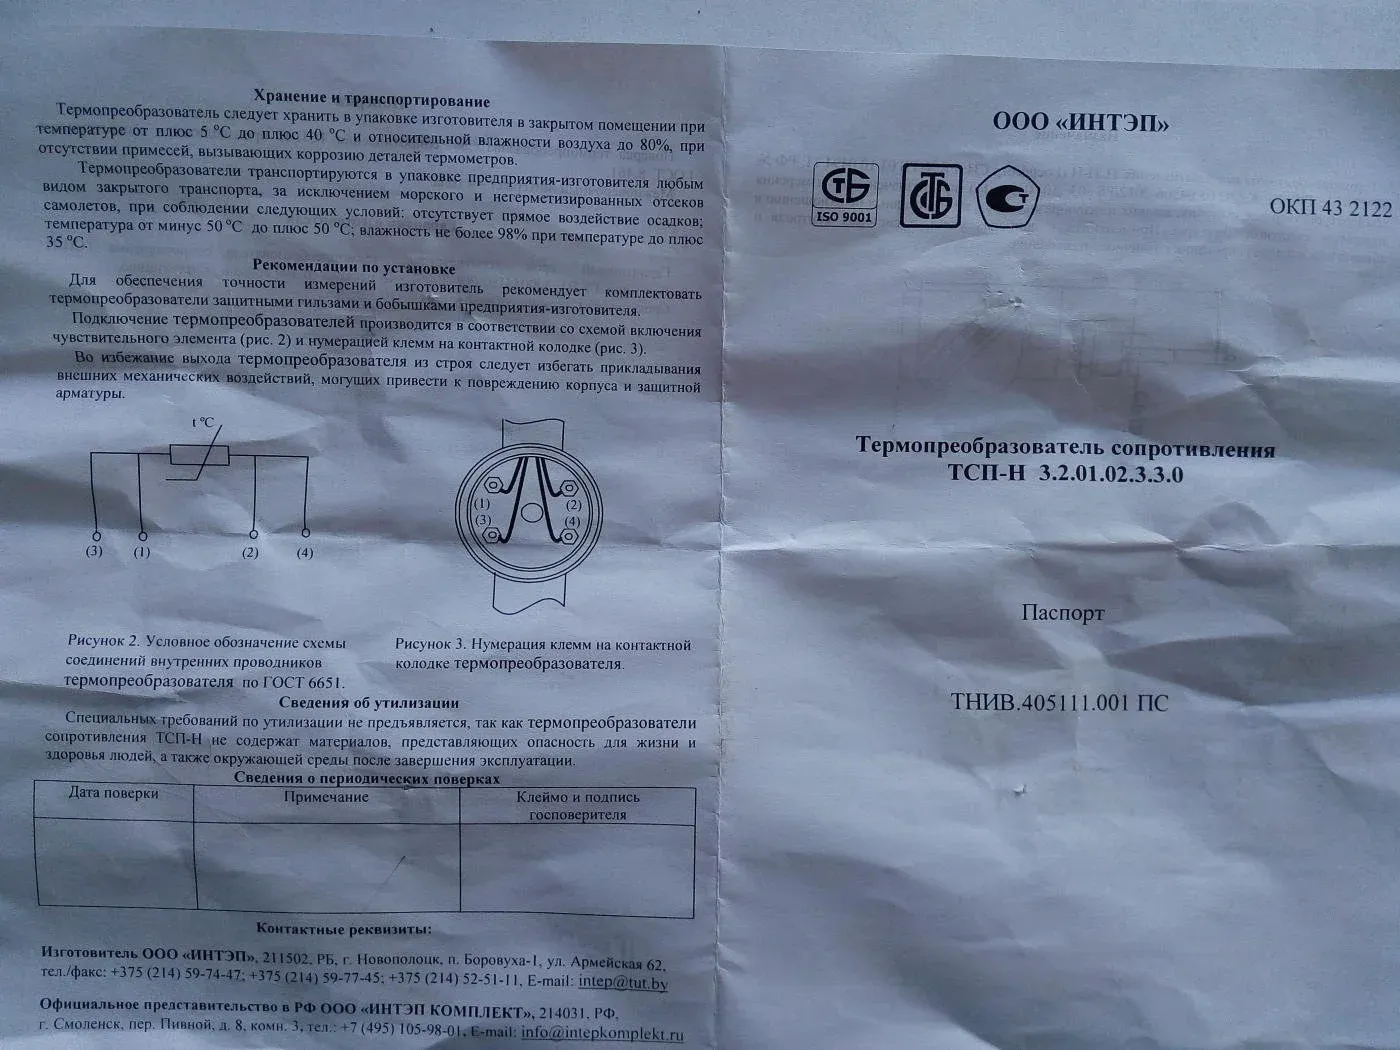 Хранение и транспортирование
Термопреобразователь следует хранить в упаковке изготовителя в закрытом помещении при
температуре от плюс 5 °С до плюс 40 °С и относительной влажности воздуха до 80%, при
отсутствии примесей, вызывающих коррозию деталей термометров.
Термопреобразователи транспортируются в упаковке предприятия-изготовителя любым
видом закрытого транспорта, за исключением морского и негерметизированных отсеков
самолетов, при соблюдении следующих условий: отсутствует прямое воздействие осадков;
температура от минус 50 °С до плюс 50 °С; влажность не более 98% при температуре до плюс
35 °С.
Рекомендации по установке
Для обеспечения точности измерений изготовитель рекомендует комплектовать
термопреобразователи защитными гильзами и бобышками предприятия-изготовителя.
Подключение термопреобразователей производится в соответствии со схемой включения
чувствительного элемента (рис. 2) и нумерацией клемм на контактной колодке (рис. 3).
Во избежание выхода термопреобразователя из строя следует избегать прикладывания
внешних механических воздействий, могущих привести к повреждению корпуса и защитной
арматуры.
t °С
(3) (1) (2) (4)
(1) (2)
(3) (4)
Рисунок 2. Условное обозначение схемы
соединений внутренних проводников
термопреобразователя по ГОСТ 6651.
Рисунок 3. Нумерация клемм на контактной
колодке термопреобразователя.
Сведения об утилизации
Специальных требований по утилизации не предъявляется, так как термопреобразователи
сопротивления ТСП-Н не содержат материалов, представляющих опасность для жизни и
здоровья людей, а также окружающей среды после завершения эксплуатации.
Сведения о периодических поверках
Дата поверки Примечание Клеймо и подпись
госповерителя
Контактные реквизиты:
Изготовитель ООО «ИНТЭП», 211502, РБ, г. Новополоцк, п. Боровуха-1, ул. Армейская 62,
тел./факс: +375 (214) 59-74-47; +375 (214) 59-77-45; +375 (214) 52-51-11, E-mail: intep@tut.by
Официальное представительство в РФ ООО «ИНТЭП КОМПЛЕКТ», 214031, РФ,
г. Смоленск, пер. Пивной, д. 8, комн. 3, тел.: +7 (495) 105-98-01, E-mail: info@intepkomplekt.ru
ООО «ИНТЭП»
СТБ
ISO 9001
СТБ
ОКП 43 2122
Термопреобразователь сопротивления
ТСП-Н 3.2.01.02.3.3.0
Паспорт
ТНИВ.405111.001 ПС